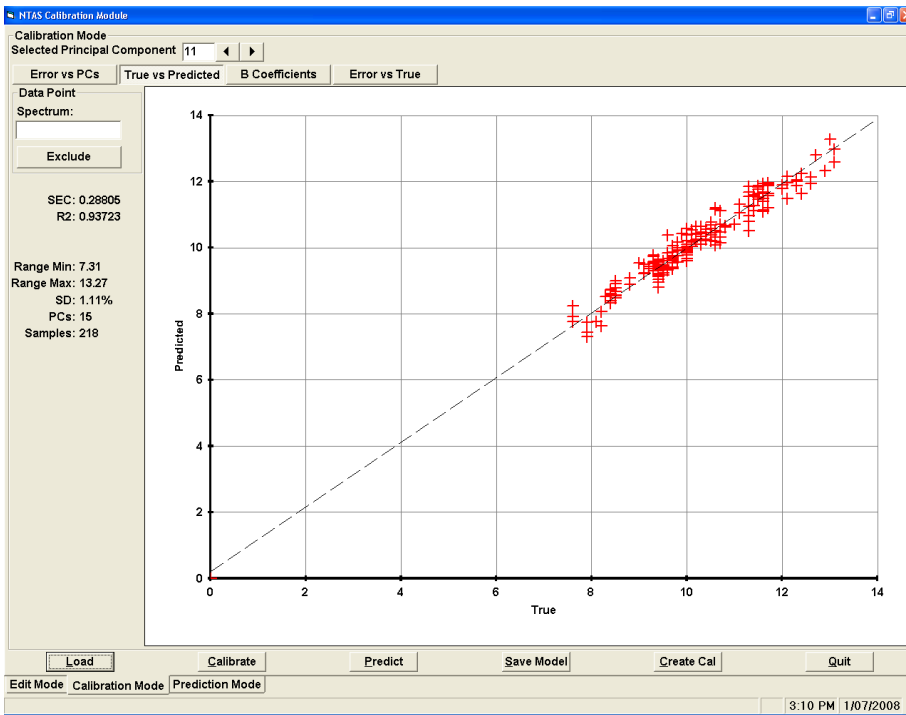 NTAS Calibration Module
Calibration Mode
Selected Principal Component 11
Error vs PCs True vs Predicted B Coefficients Error vs True
Data Point
Spectrum:
Exclude
SEC: 0.28805
R2: 0.93723
Range Min: 7.31
Range Max: 13.27
SD: 1.11%
PCs: 15
Samples: 218
14
12
10
8
6
4
2
0
Predicted
0 2 4 6 8 10 12 14
True
Load Calibrate Predict Save Model Create Cal Quit
Edit Mode Calibration Mode Prediction Mode
3:10 PM 1/07/2008